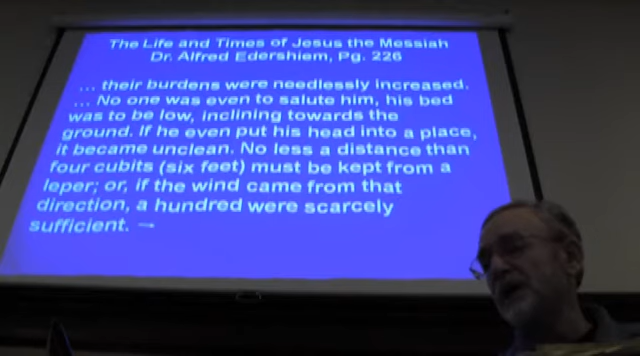 The Life and Times of Jesus the Messiah
Dr. Alfred Edershiem, Pg. 226
... their burdens were needlessly increased.
... No one was even to salute him, his bed
was to be low, inclining towards the
ground. If he even put his head into a place,
it became unclean. No less a distance than
four cubits (six feet) must be kept from a
leper; or, if the wind came from that
direction, a hundred were scarcely
sufficient. →